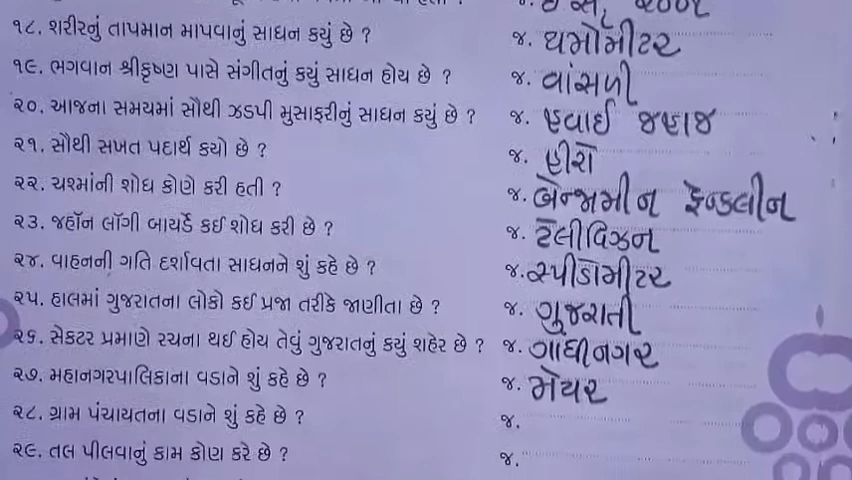 ૨૦૦૧
૧૮. શરીરનું તાપમાન માપવાનું સાધન કયું છે ? જ. થર્મોમીટર
૧૯. ભગવાન શ્રીકૃષ્ણ પાસે સંગીતનું કયું સાધન હોય છે ? જ. વાંસળી
૨૦. આજના સમયમાં સૌથી ઝડપી મુસાફરીનું સાધન કયું છે ? જ. હવાઈ જહાજ
૨૧. સૌથી સખત પદાર્થ કયો છે ? જ. હીરો
૨૨. ચશ્માંની શોધ કોણે કરી હતી ? જ. બેન્જામીન ફ્રેન્કલીન
૨૩. જહૉન લૉગી બાયર્ડે કઈ શોધ કરી છે ? જ. ટેલીવિઝન
૨૪. વાહનની ગતિ દર્શાવતા સાધનને શું કહે છે ? જ. સ્પીડોમીટર
૨૫. હાલમાં ગુજરાતના લોકો કઈ પ્રજા તરીકે જાણીતા છે ? જ. ગુજરાતી
૨૬. સેક્ટર પ્રમાણે રચના થઈ હોય તેવું ગુજરાતનું કયું શહેર છે ? જ. ગાંધીનગર
૨૭. મહાનગરપાલિકાના વડાને શું કહે છે ? જ. મેયર
૨૮. ગ્રામ પંચાયતના વડાને શું કહે છે ? જ.
૨૯. તલ પીલવાનું કામ કોણ કરે છે ? જ.